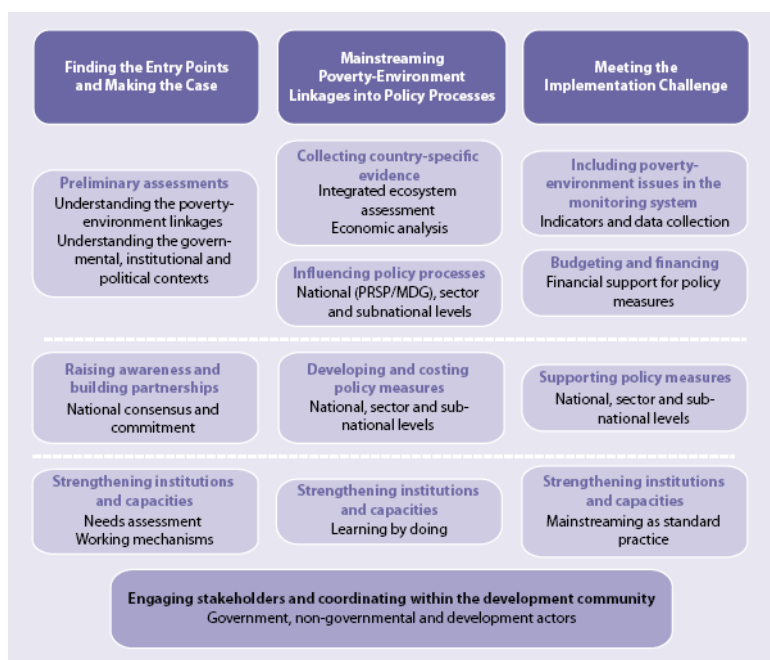 Finding the Entry Points
and Making the Case
Mainstreaming
Poverty-Environment
Linkages into Policy Processes
Meeting the
Implementation Challenge
Preliminary assessments
Understanding the poverty-
environment linkages
Understanding the govern-
mental, institutional and
political contexts
Collecting country-specific
evidence
Integrated ecosystem
assessment
Economic analysis
Influencing policy processes
National (PRSP/MDG), sector
and subnational levels
Including poverty-
environment issues in the
monitoring system
Indicators and data collection
Budgeting and financing
Financial support for policy
measures
Raising awareness and
building partnerships
National consensus and
commitment
Developing and costing
policy measures
National, sector and sub-
national levels
Supporting policy measures
National, sector and sub-
national levels
Strengthening institutions
and capacities
Needs assessment
Working mechanisms
Strengthening institutions
and capacities
Learning by doing
Strengthening institutions
and capacities
Mainstreaming as standard
practice
Engaging stakeholders and coordinating within the development community
Government, non-governmental and development actors